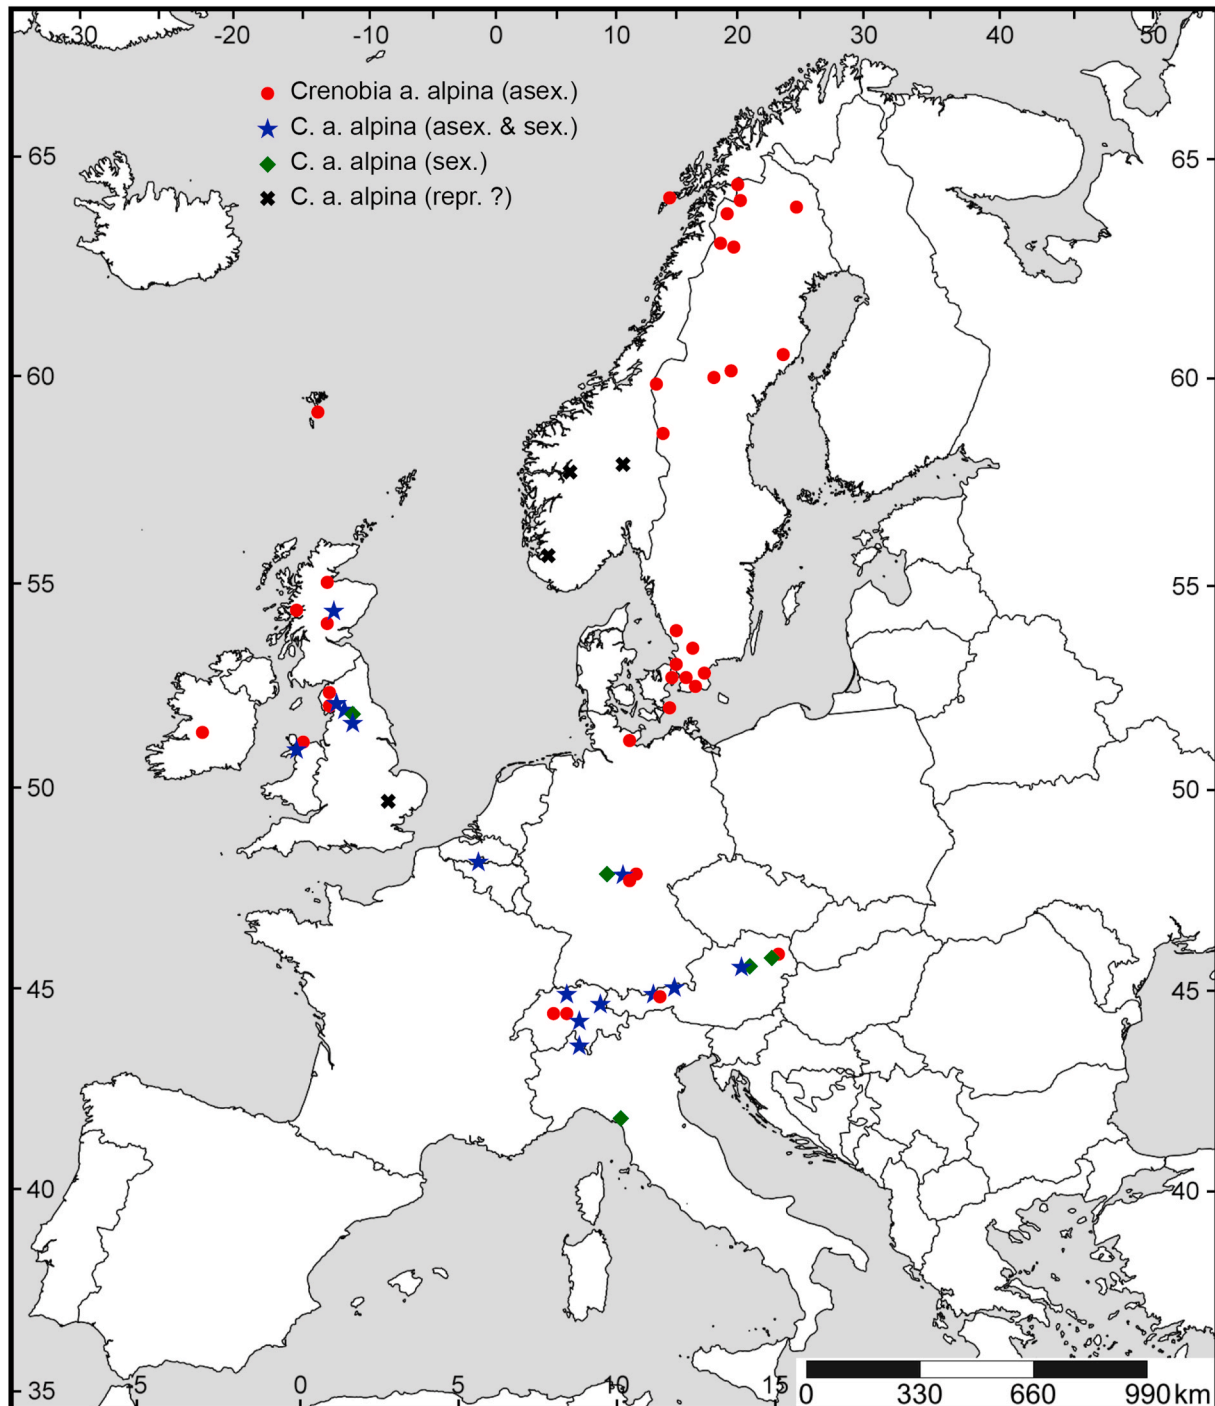 -30 -20 -10 0 10 20 30 40 50
Crenobia a. alpina (asex.)
C. a. alpina (asex. & sex.)
C. a. alpina (sex.)
C. a. alpina (repr. ?)
65 65
60 60
55 55
50 50
45 45
40 40
35
-5 0 5 10 15
0 330 660 990 km